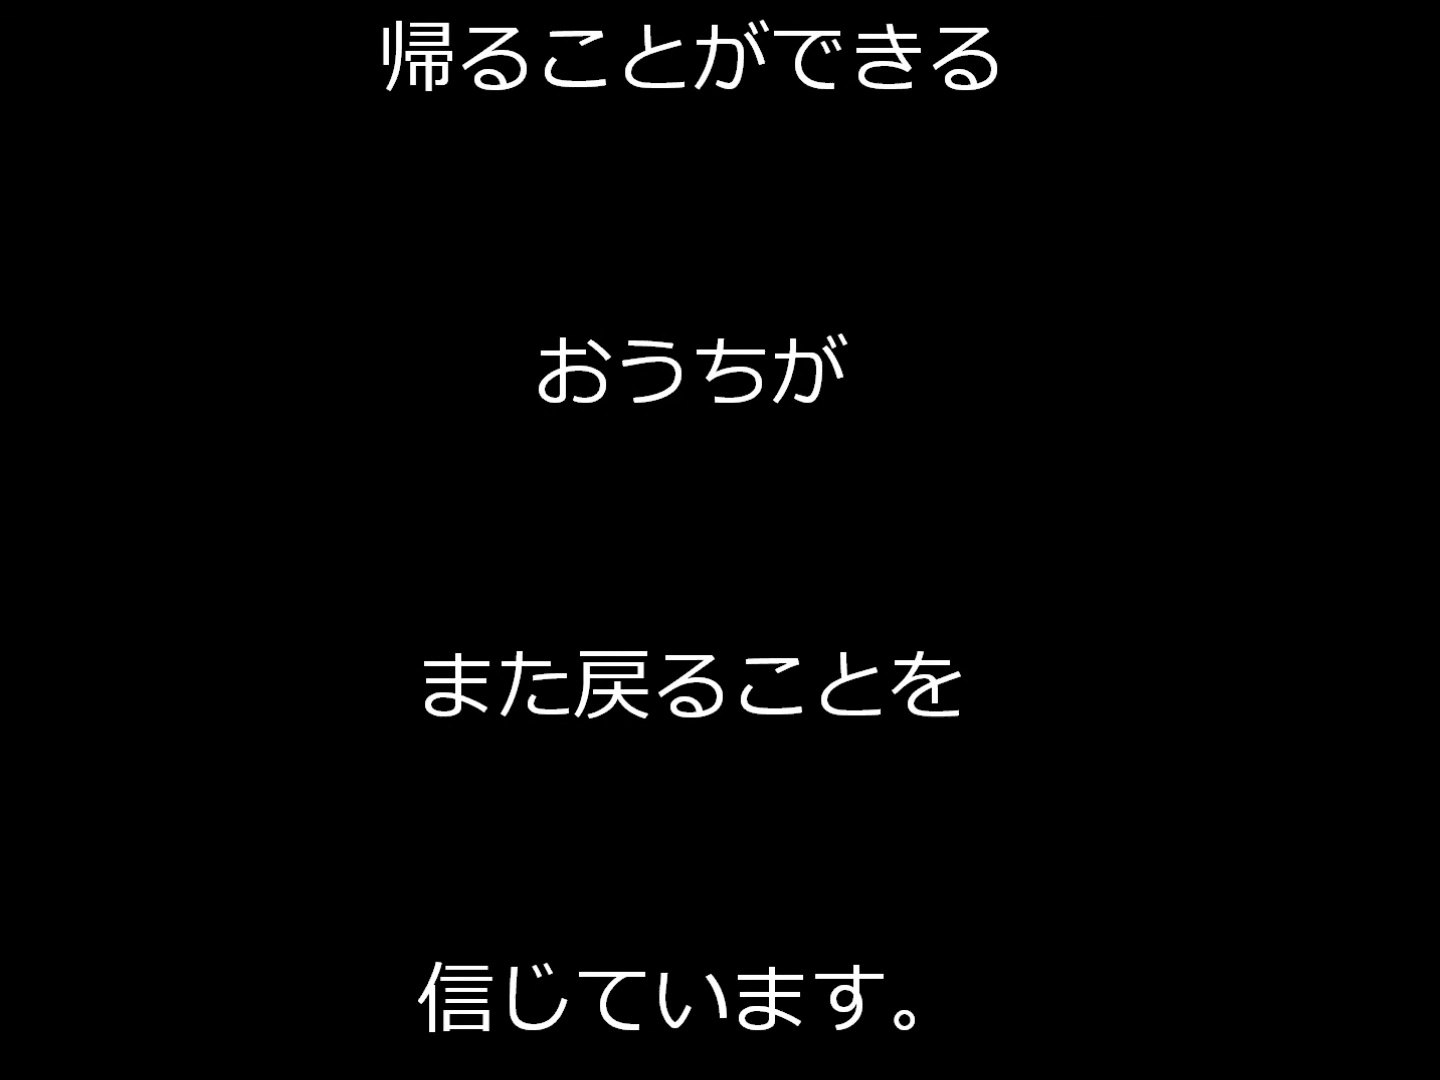 帰ることができる
おうちが
また戻ることを
信じています。